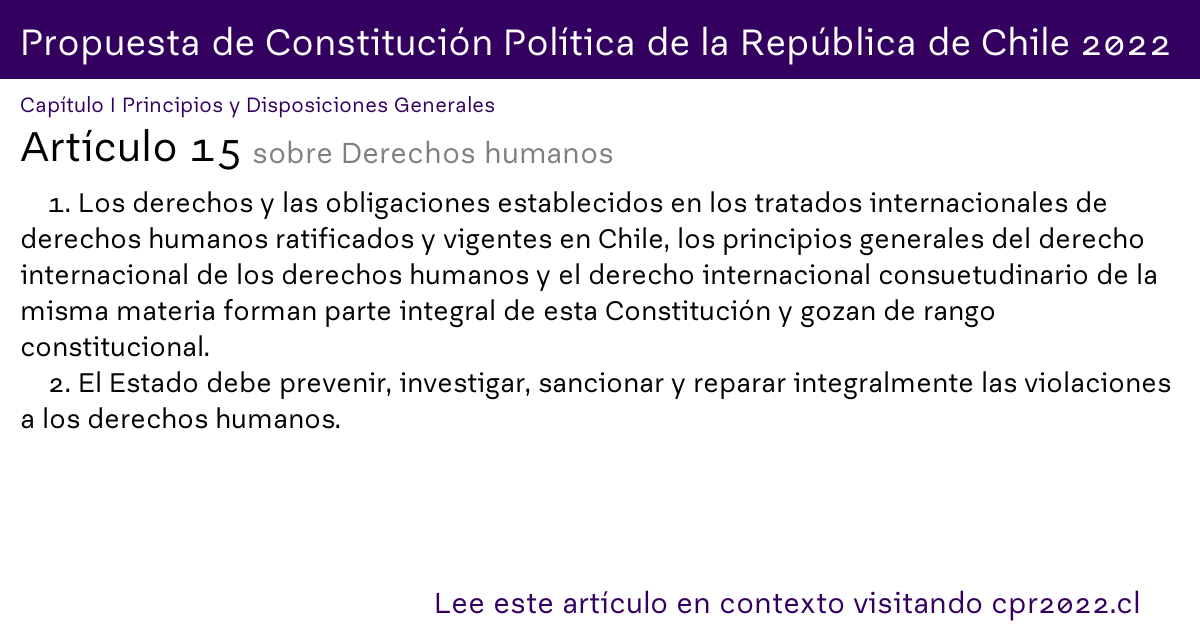 Propuesta de Constitución Política de la República de Chile 2022
Capítulo I Principios y Disposiciones Generales
Artículo 15 sobre Derechos humanos
1. Los derechos y las obligaciones establecidos en los tratados internacionales de
derechos humanos ratificados y vigentes en Chile, los principios generales del derecho
internacional de los derechos humanos y el derecho internacional consuetudinario de la
misma materia forman parte integral de esta Constitución y gozan de rango
constitucional.
2. El Estado debe prevenir, investigar, sancionar y reparar integralmente las violaciones
a los derechos humanos.
Lee este artículo en contexto visitando cpr2022.cl